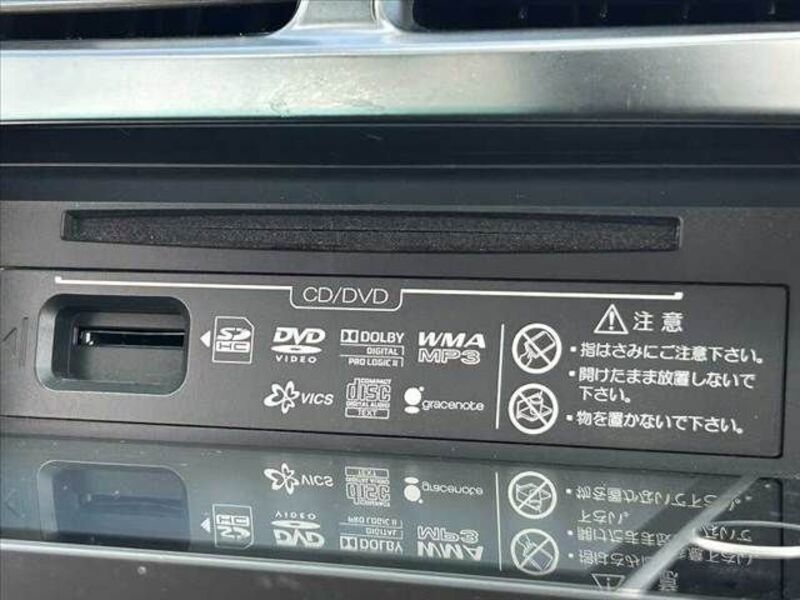 CD/DVD
SD
HC
DVD
VIDEO
DOLBY
DIGITAL
PRO LOGIC II
WMA
MP3
VICS
COMPACT
disc
DIGITAL AUDIO
TEXT
gracenote
注意
・指はさみにご注意下さい。
・開けたまま放置しないで
下さい。
・物を置かないで下さい。